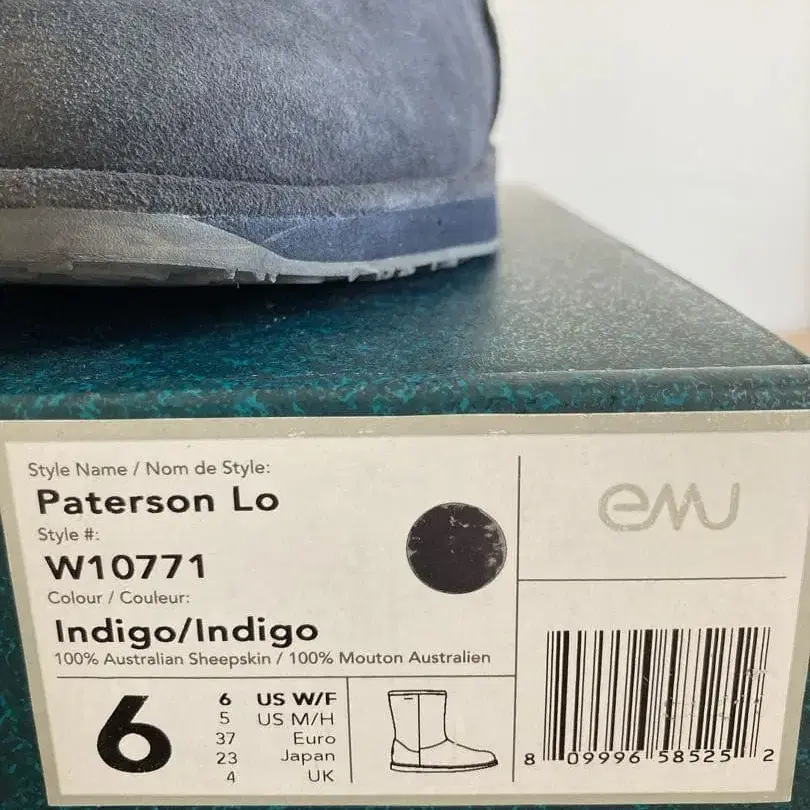 Style Name / Nom de Style:
Paterson Lo
Style #:
W10771
Colour / Couleur:
Indigo/Indigo
100% Australian Sheepskin / 100% Mouton Australien
6
6 US W/F
5 US M/H
37 Euro
23 Japan
4 UK
emu
8 09996 58525 2